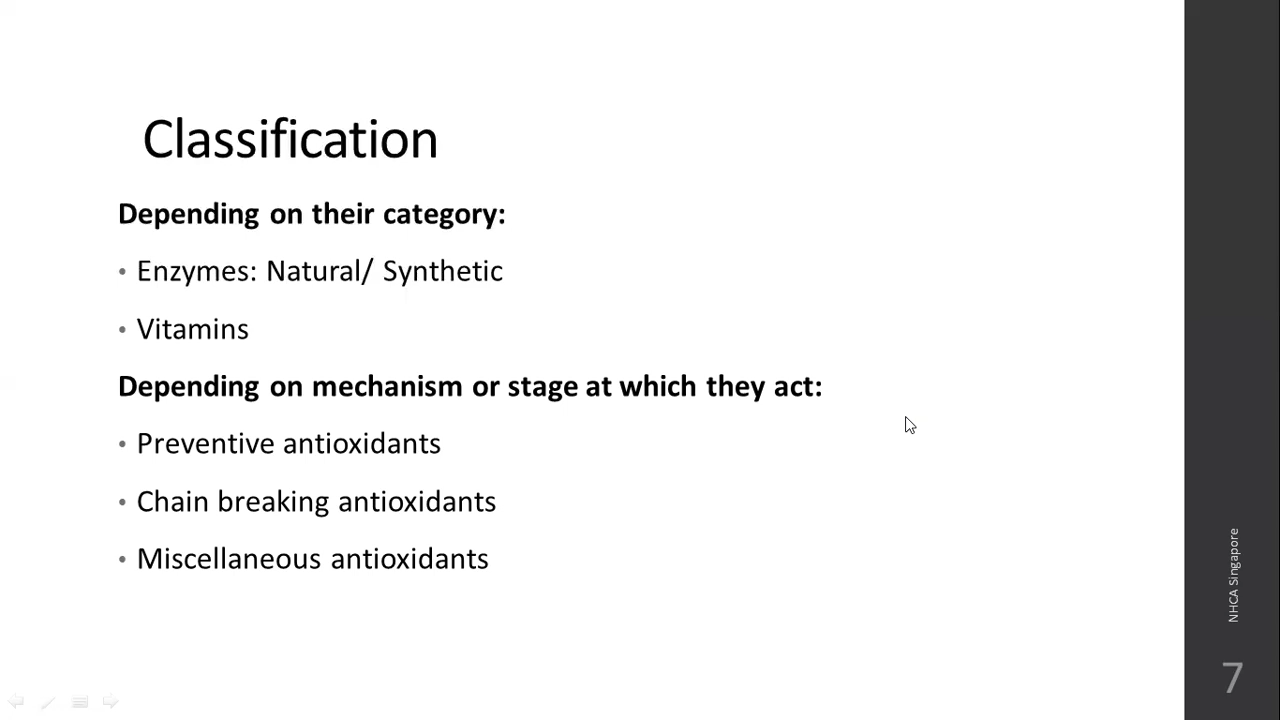 Classification
Depending on their category:
• Enzymes: Natural/ Synthetic
• Vitamins
Depending on mechanism or stage at which they act:
• Preventive antioxidants
• Chain breaking antioxidants
• Miscellaneous antioxidants
NHCA Singapore
7